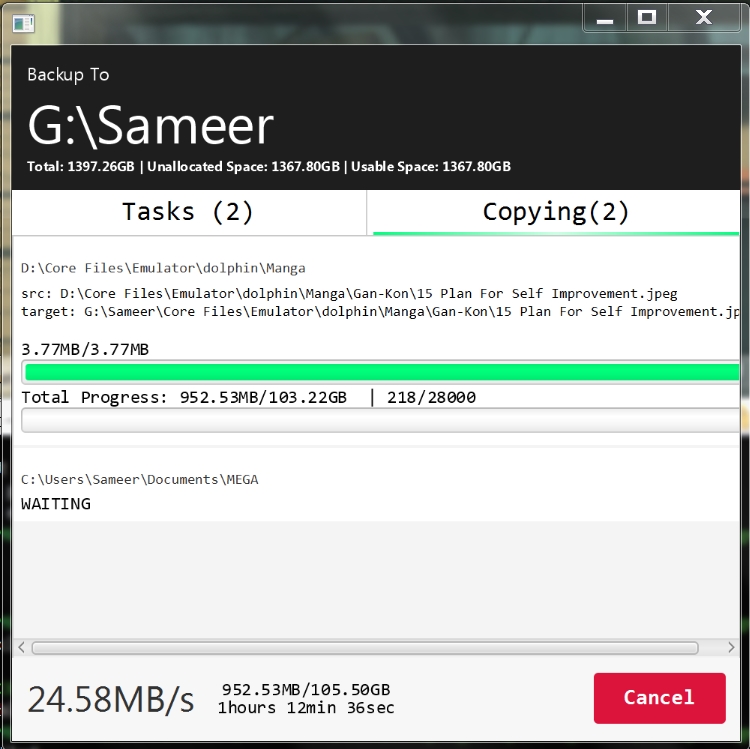 Backup To
G:\Sameer
Total: 1397.26GB | Unallocated Space: 1367.80GB | Usable Space: 1367.80GB
Tasks (2)
Copying(2)
D:\Core Files\Emulator\dolphin\Manga
src: D:\Core Files\Emulator\dolphin\Manga\Gan-Kon\15 Plan For Self Improvement.jpeg
target: G:\Sameer\Core Files\Emulator\dolphin\Manga\Gan-Kon\15 Plan For Self Improvement.jp
3.77MB/3.77MB
Total Progress: 952.53MB/103.22GB | 218/28000
C:\Users\Sameer\Documents\MEGA
WAITING
24.58MB/s
952.53MB/105.50GB
1hours 12min 36sec
Cancel